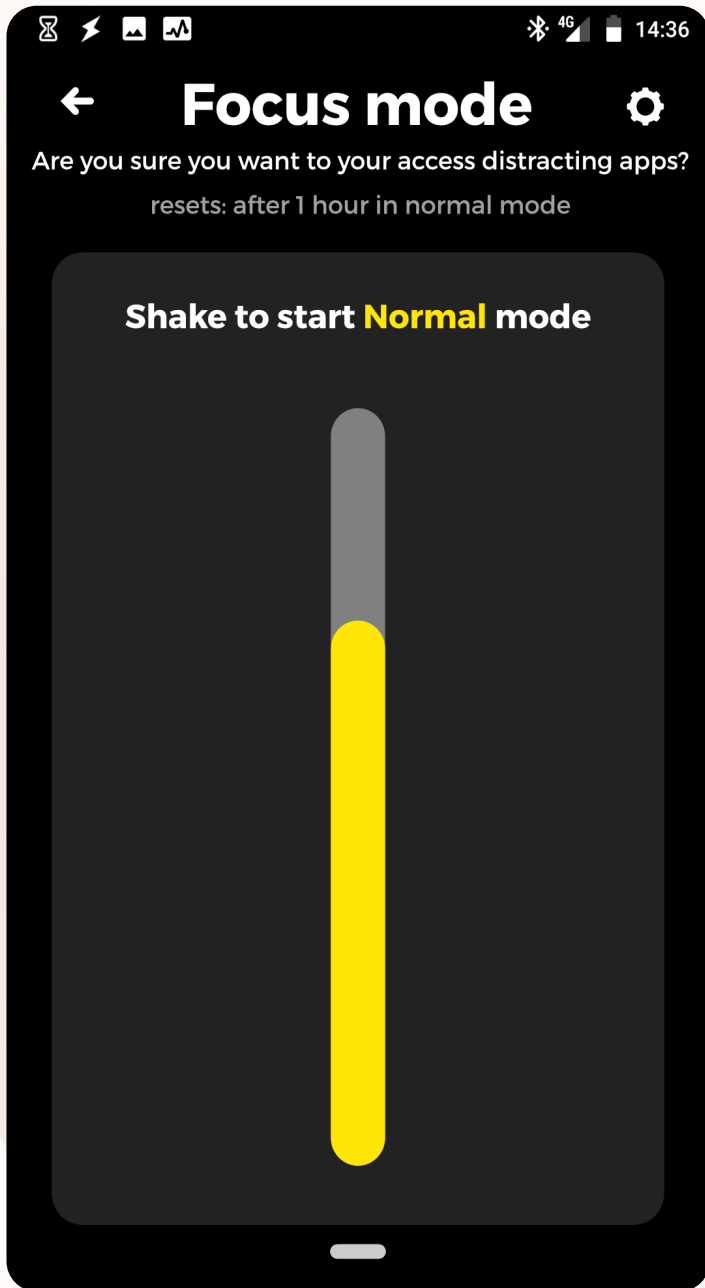 4G 14:36
Focus mode
Are you sure you want to your access distracting apps?
resets: after 1 hour in normal mode
Shake to start Normal mode